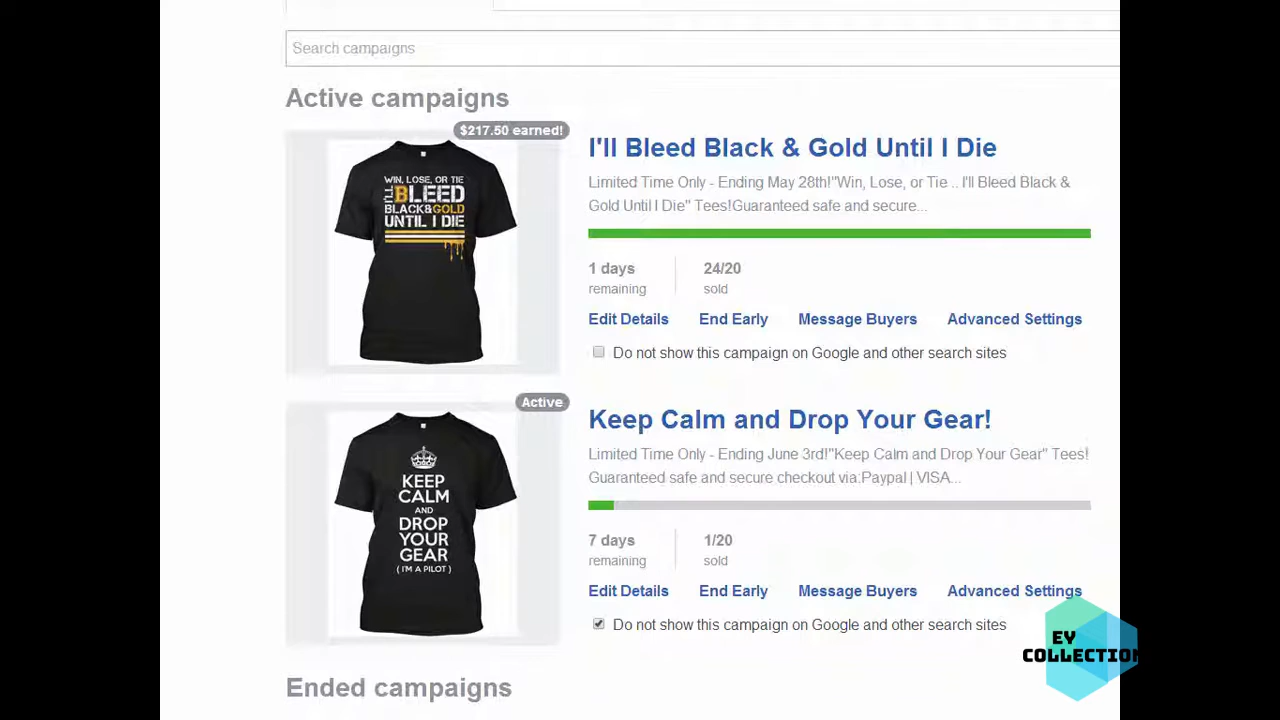 Search campaigns
Active campaigns
$217.50 earned!
WIN, LOSE, OR TIE
I'LL BLEED
BLACK&GOLD
UNTIL I DIE
I'll Bleed Black & Gold Until I Die
Limited Time Only - Ending May 28th!"Win, Lose, or Tie .. I'll Bleed Black &
Gold Until I Die" Tees!Guaranteed safe and secure...
1 days
remaining
24/20
sold
Edit Details End Early Message Buyers Advanced Settings
Do not show this campaign on Google and other search sites
Active
KEEP
CALM
AND
DROP
YOUR
GEAR
( I'M A PILOT )
Keep Calm and Drop Your Gear!
Limited Time Only - Ending June 3rd!"Keep Calm and Drop Your Gear" Tees!
Guaranteed safe and secure checkout via:Paypal | VISA...
7 days
remaining
1/20
sold
Edit Details End Early Message Buyers Advanced Settings
Do not show this campaign on Google and other search sites
EY
COLLECTION
Ended campaigns